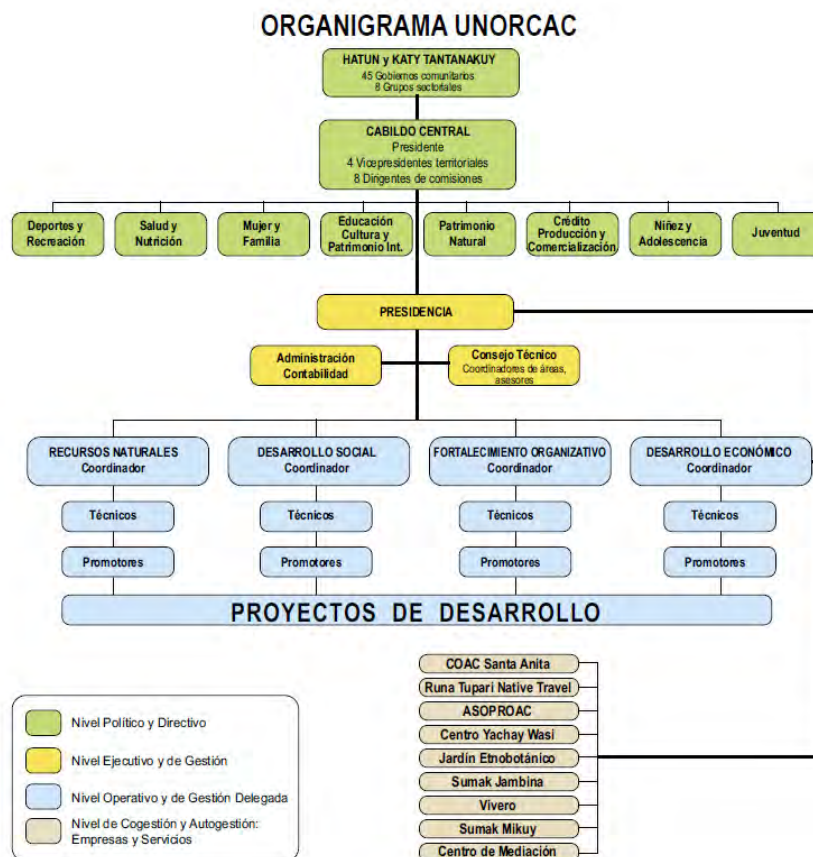 ORGANIGRAMA UNORCAC
HATUN y KATY TANTANAKUY
45 Gobiernos comunitarios
8 Grupos sectoriales
CABILDO CENTRAL
Presidente
4 Vicepresidentes territoriales
8 Dirigentes de comisiones
Deportes y
Recreación
Salud y
Nutrición
Mujer y
Familia
Educación
Cultura y
Patrimonio Int.
Patrimonio
Natural
Crédito
Producción y
Comercialización
Niñez y
Adolescencia
Juventud
PRESIDENCIA
Administración
Contabilidad
Consejo Técnico
Coordinadores de áreas,
asesores
RECURSOS NATURALES
Coordinador
DESARROLLO SOCIAL
Coordinador
FORTALECIMIENTO ORGANIZATIVO
Coordinador
DESARROLLO ECONÓMICO
Coordinador
Técnicos
Técnicos
Técnicos
Técnicos
Promotores
Promotores
Promotores
Promotores
PROYECTOS DE DESARROLLO
COAC Santa Anita
Runa Tupari Native Travel
ASOPROAC
Centro Yachay Wasi
Jardín Etnobotánico
Sumak Jambina
Vivero
Sumak Mikuy
Centro de Mediación
Nivel Político y Directivo
Nivel Ejecutivo y de Gestión
Nivel Operativo y de Gestión Delegada
Nivel de Cogestión y Autogestión:
Empresas y Servicios